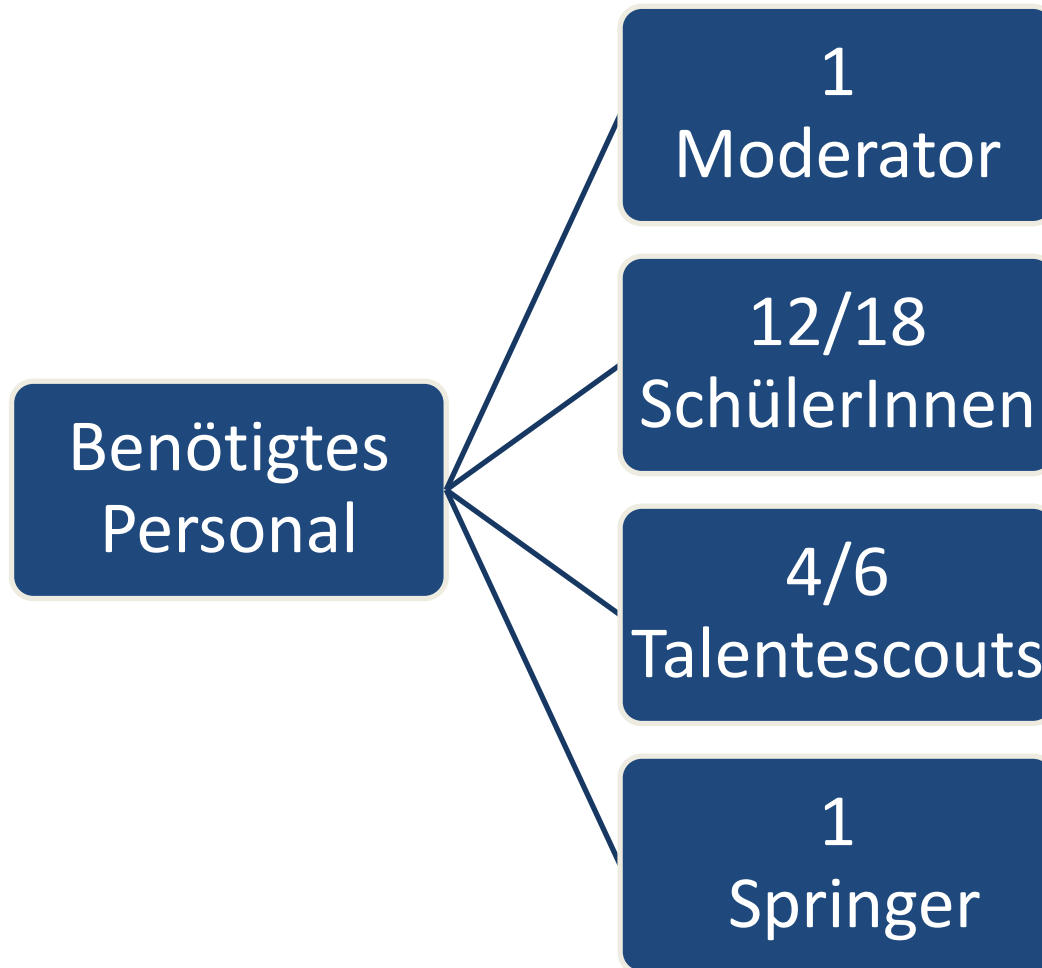 Benötigtes
Personal
1
Moderator
12/18
SchülerInnen
4/6
Talentescouts
1
Springer